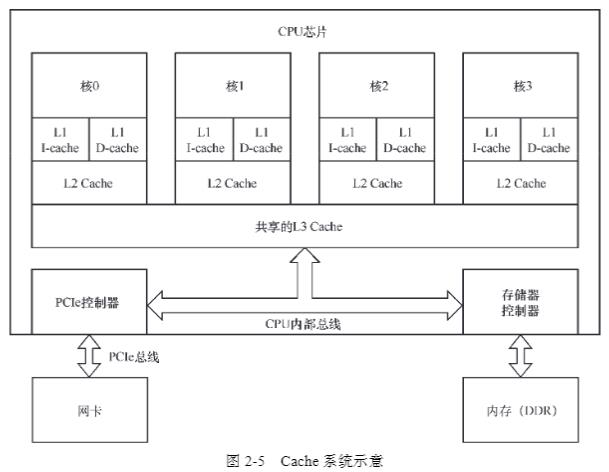 CPU芯片
核0
核1
核2
核3
L1
I-cache
L1
D-cache
L1
I-cache
L1
D-cache
L1
I-cache
L1
D-cache
L1
I-cache
L1
D-cache
L2 Cache
L2 Cache
L2 Cache
L2 Cache
共享的L3 Cache
PCIe控制器
存储器
控制器
CPU内部总线
PCIe总线
网卡
内存（DDR）
图 2-5 Cache 系统示意